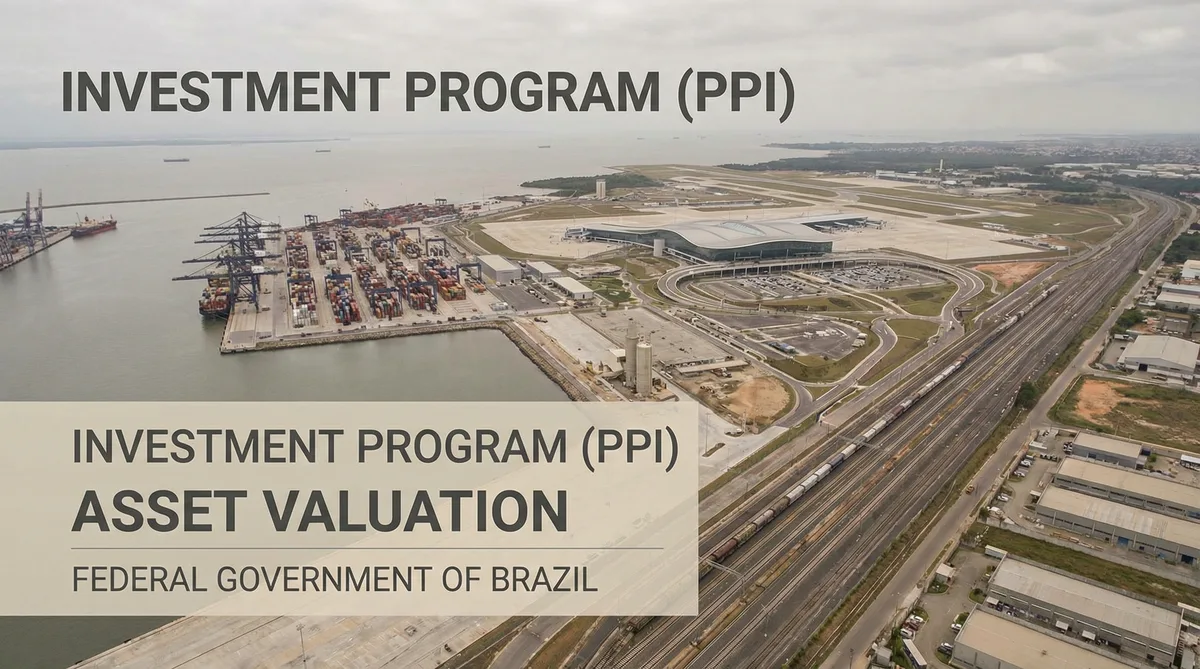 INVESTMENT PROGRAM (PPI)
INVESTMENT PROGRAM (PPI)
ASSET VALUATION
FEDERAL GOVERNMENT OF BRAZIL